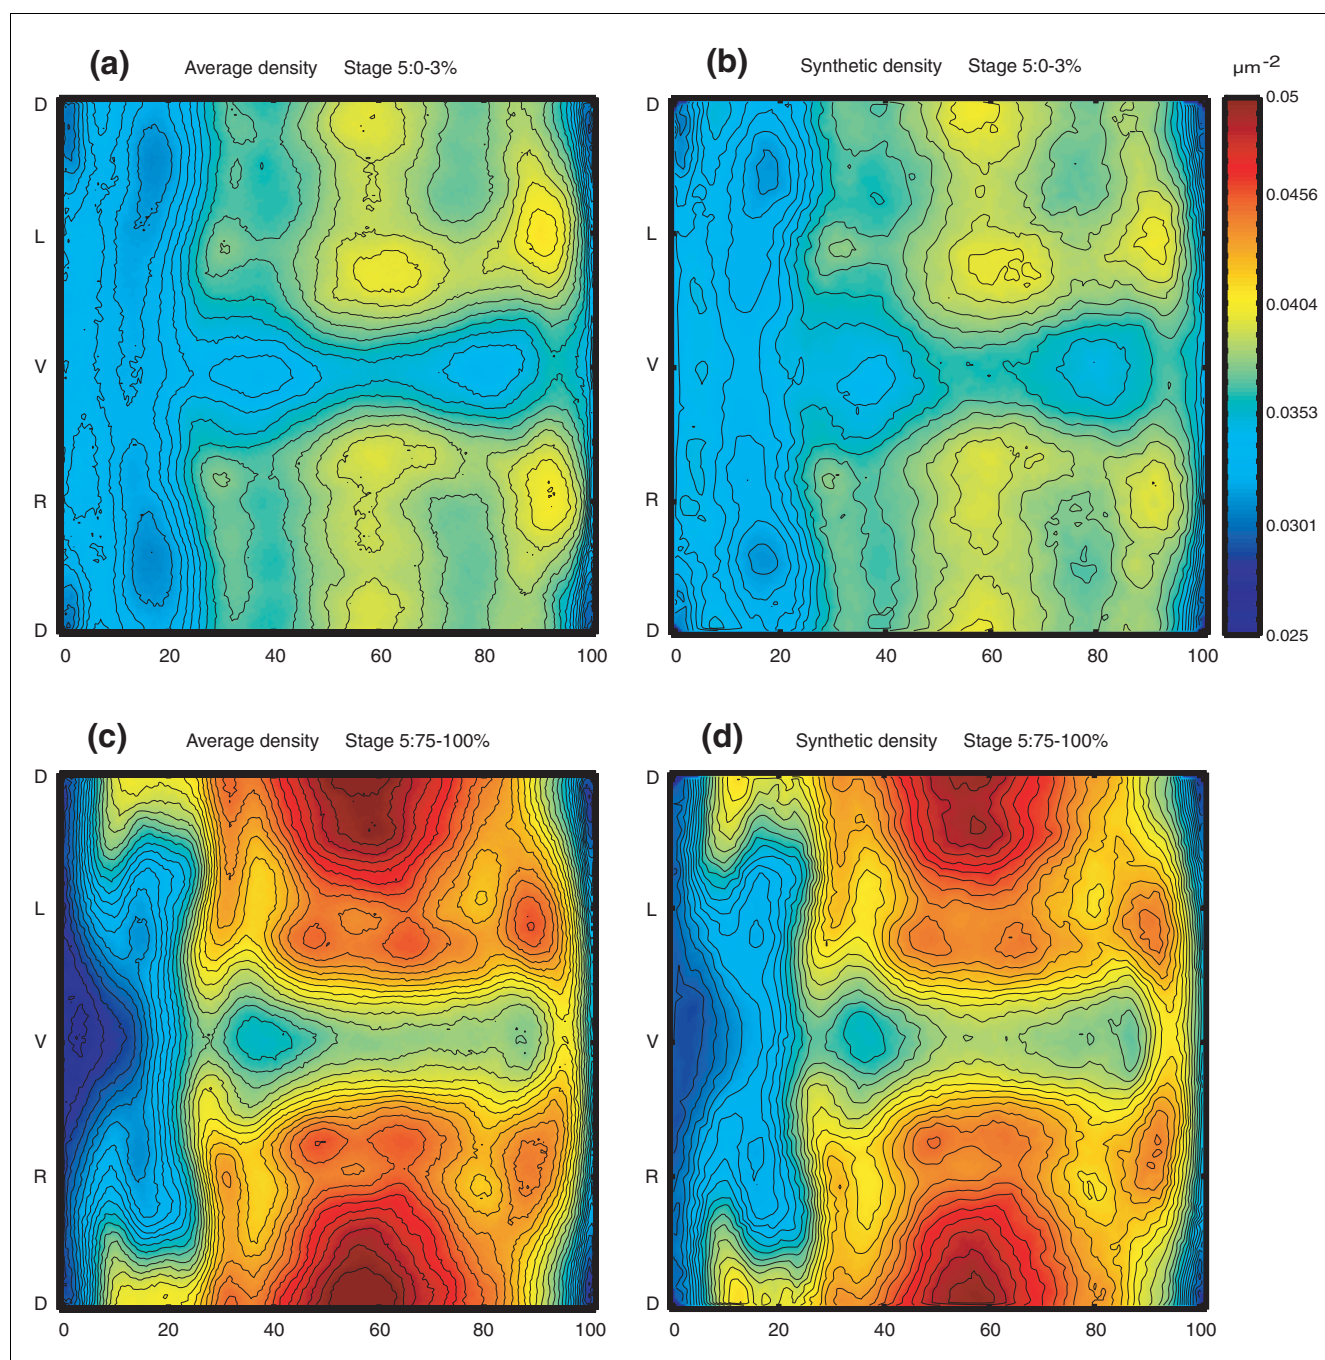 (a) Average density Stage 5:0-3%
(b) Synthetic density Stage 5:0-3%
µm-2
D
L
V
R
D
0 20 40 60 80 100
D
L
V
R
D
0 20 40 60 80 100
0.05
0.0456
0.0404
0.0353
0.0301
0.025
(c) Average density Stage 5:75-100%
(d) Synthetic density Stage 5:75-100%
D
L
V
R
D
0 20 40 60 80 100
D
L
V
R
D
0 20 40 60 80 100